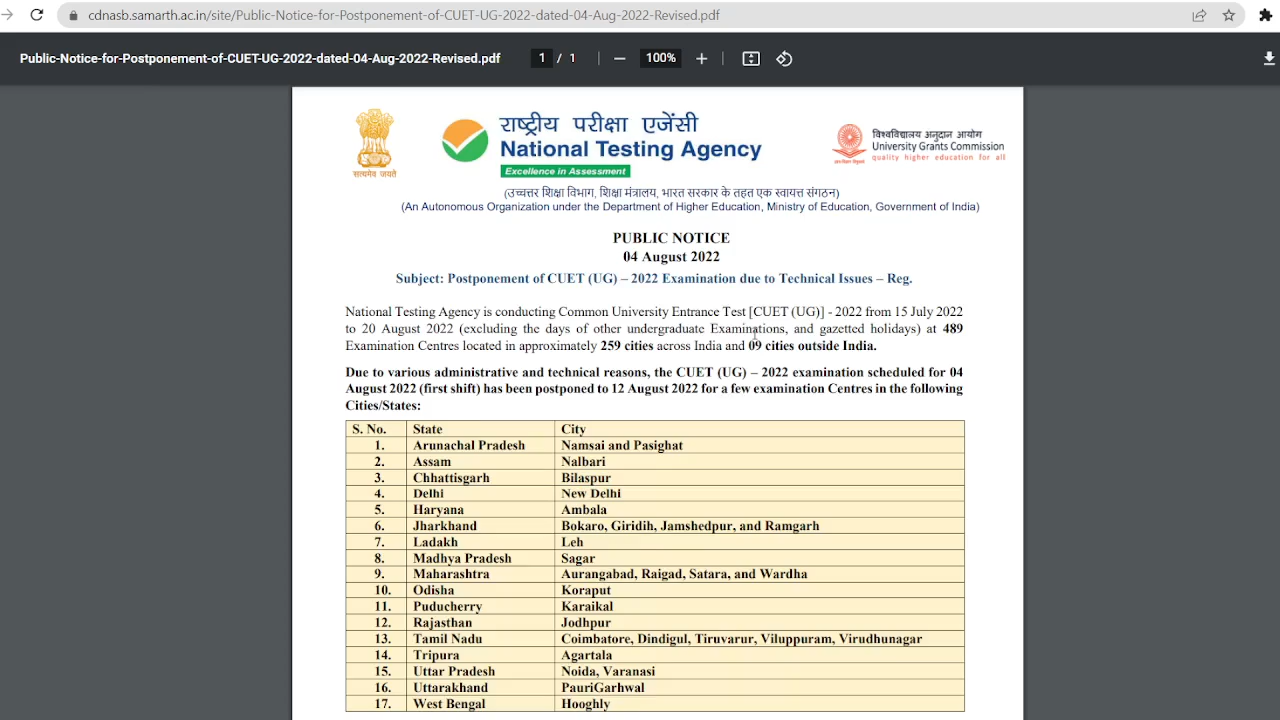 cdnasb.samarth.ac.in/site/Public-Notice-for-Postponement-of-CUET-UG-2022-dated-04-Aug-2022-Revised.pdf
Public-Notice-for-Postponement-of-CUET-UG-2022-dated-04-Aug-2022-Revised.pdf 1 / 1 100%
सत्यमेव जयते
राष्ट्रीय परीक्षा एजेंसी
National Testing Agency
Excellence in Assessment
विश्वविद्यालय अनुदान आयोग
University Grants Commission
quality higher education for all
(उच्चत्तर शिक्षा विभाग, शिक्षा मंत्रालय, भारत सरकार के तहत एक स्वायत्त संगठन)
(An Autonomous Organization under the Department of Higher Education, Ministry of Education, Government of India)
PUBLIC NOTICE
04 August 2022
Subject: Postponement of CUET (UG) – 2022 Examination due to Technical Issues – Reg.
National Testing Agency is conducting Common University Entrance Test [CUET (UG)] - 2022 from 15 July 2022
to 20 August 2022 (excluding the days of other undergraduate Examinations, and gazetted holidays) at 489
Examination Centres located in approximately 259 cities across India and 09 cities outside India.
Due to various administrative and technical reasons, the CUET (UG) – 2022 examination scheduled for 04
August 2022 (first shift) has been postponed to 12 August 2022 for a few examination Centres in the following
Cities/States:
S. No. State City
1. Arunachal Pradesh Namsai and Pasighat
2. Assam Nalbari
3. Chhattisgarh Bilaspur
4. Delhi New Delhi
5. Haryana Ambala
6. Jharkhand Bokaro, Giridih, Jamshedpur, and Ramgarh
7. Ladakh Leh
8. Madhya Pradesh Sagar
9. Maharashtra Aurangabad, Raigad, Satara, and Wardha
10. Odisha Koraput
11. Puducherry Karaikal
12. Rajasthan Jodhpur
13. Tamil Nadu Coimbatore, Dindigul, Tiruvarur, Viluppuram, Virudhunagar
14. Tripura Agartala
15. Uttar Pradesh Noida, Varanasi
16. Uttarakhand PauriGarhwal
17. West Bengal Hooghly